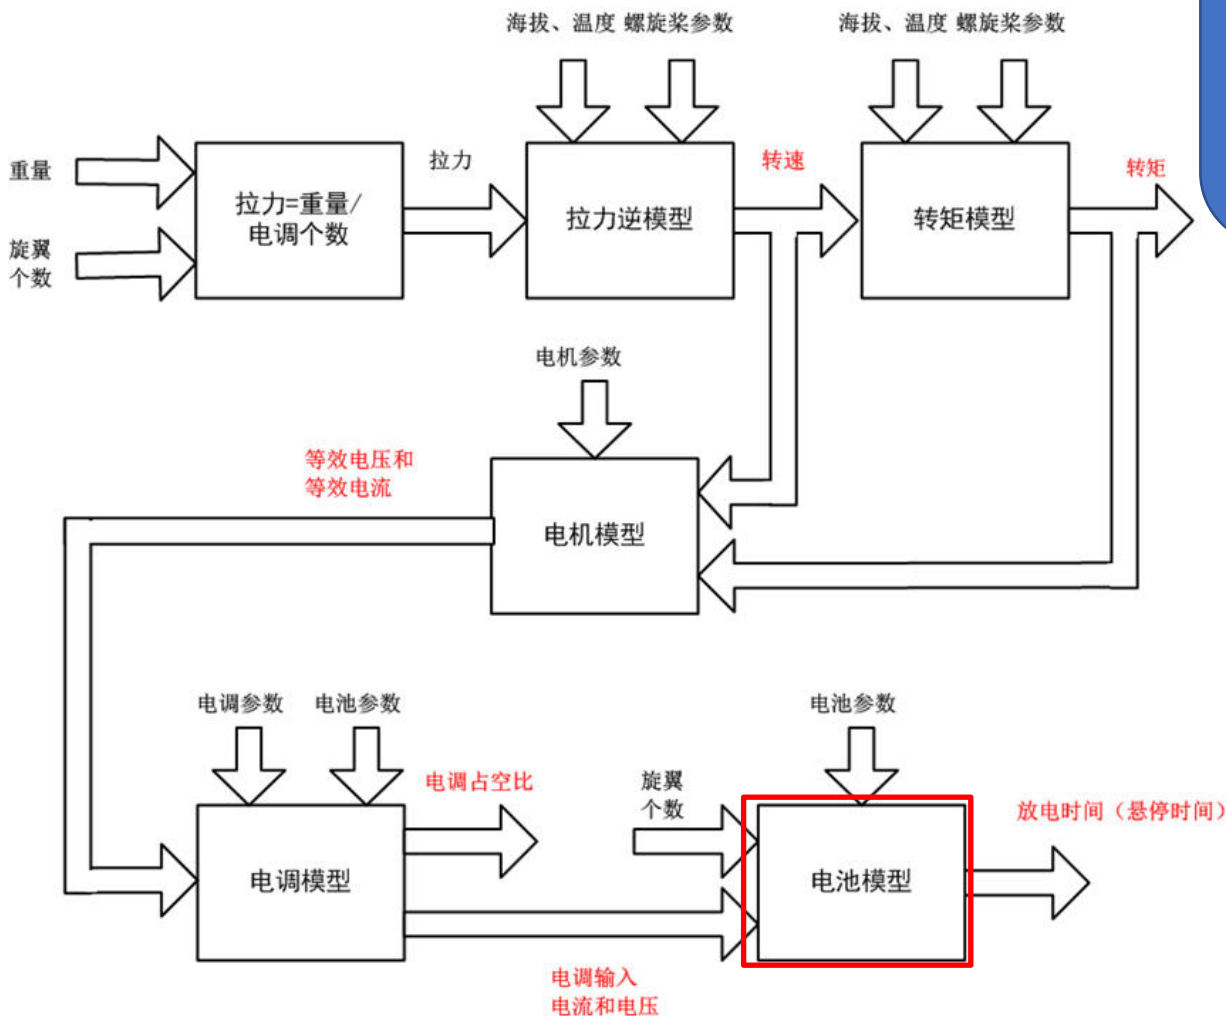 海拔、温度 螺旋桨参数
海拔、温度 螺旋桨参数
重量
旋翼
个数
拉力=重量/
电调个数
拉力
拉力逆模型
转速
转矩模型
转矩
电机参数
等效电压和
等效电流
电机模型
电调参数
电池参数
电调占空比
旋翼
个数
电池参数
放电时间（悬停时间）
电调模型
电池模型
电调输入
电流和电压